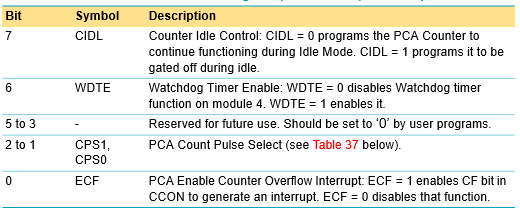 Bit Symbol Description
7 CIDL Counter Idle Control: CIDL = 0 programs the PCA Counter to
continue functioning during Idle Mode. CIDL = 1 programs it to be
gated off during idle.
6 WDTE Watchdog Timer Enable: WDTE = 0 disables Watchdog timer
function on module 4. WDTE = 1 enables it.
5 to 3 - Reserved for future use. Should be set to ‘0’ by user programs.
2 to 1 CPS1, PCA Count Pulse Select (see Table 37 below).
CPS0
0 ECF PCA Enable Counter Overflow Interrupt: ECF = 1 enables CF bit in
CCON to generate an interrupt. ECF = 0 disables that function.